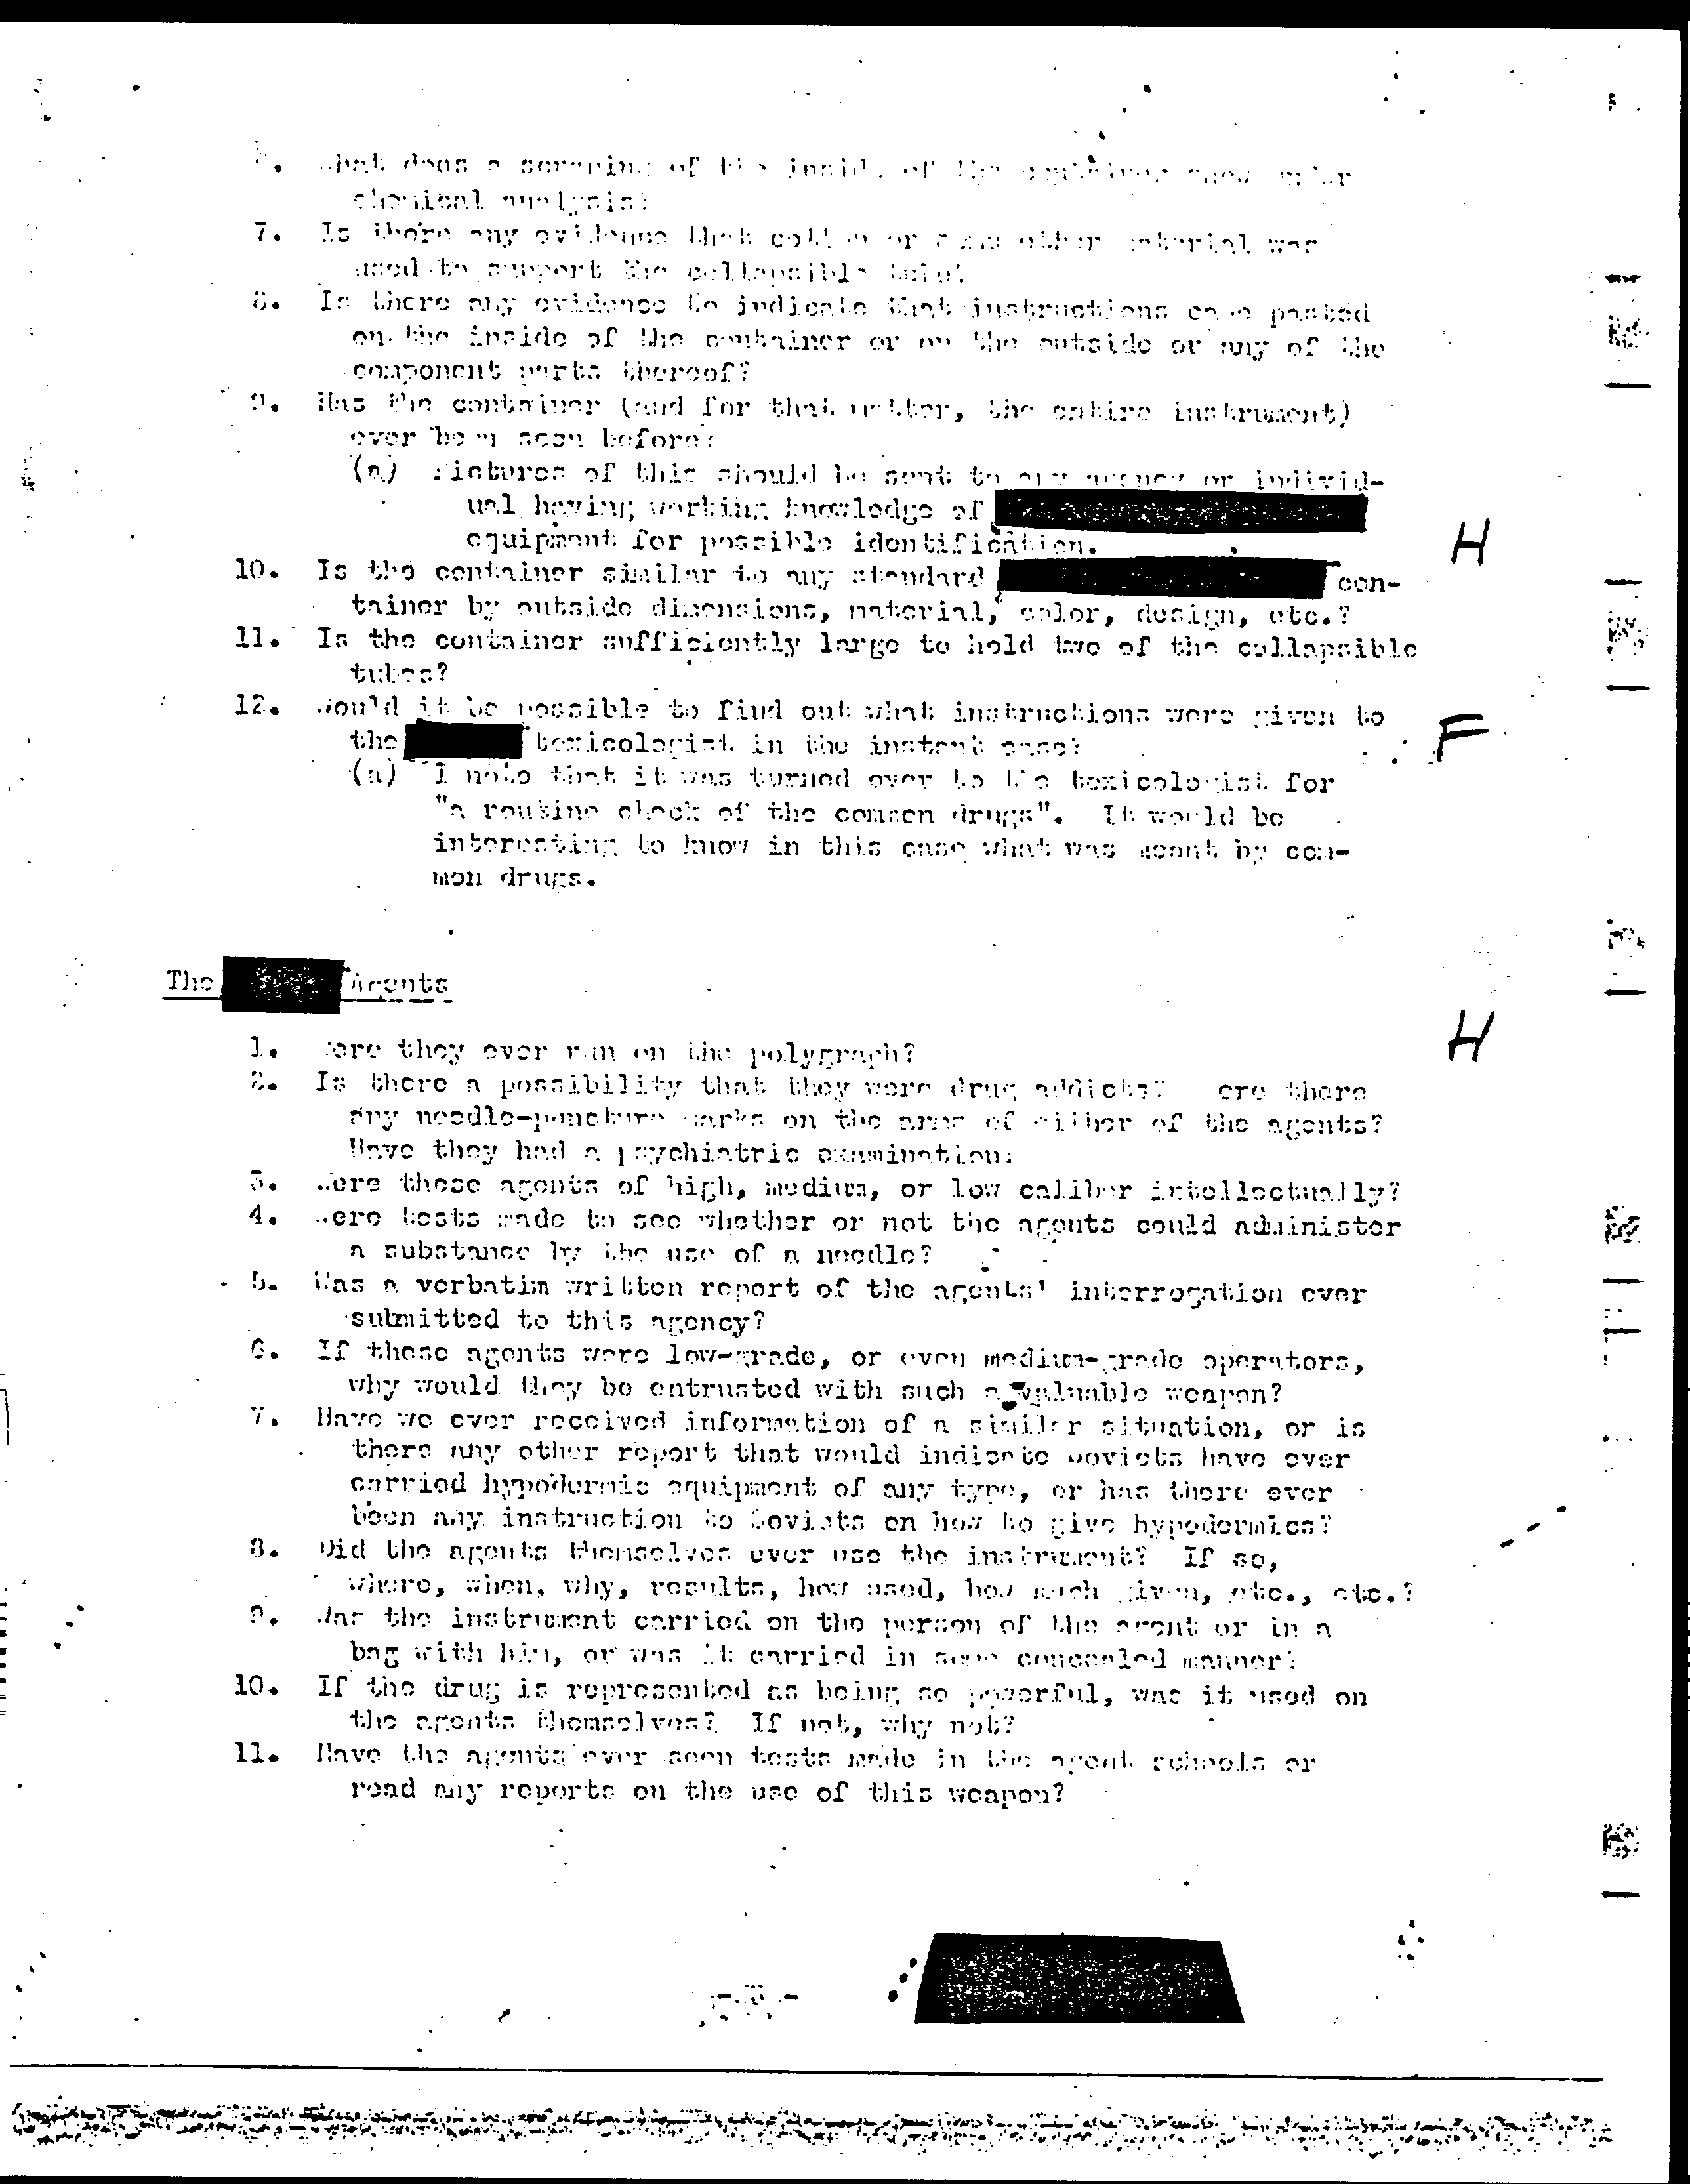 What does a scraping of the inside of the container show under
chemical analysis?
7. Is there any evidence that cotton or some other material was
used to support the collapsible tube?
8. Is there any evidence to indicate that instructions were pasted
on the inside of the container or on the outside or any of the
component parts thereof?
9. Has the container (and for that matter, the entire instrument)
ever been seen before?
(a) Pictures of this should be sent to any agency or individ-
ual having working knowledge of
equipment for possible identification.
H
10. Is the container similar to any standard con-
tainer by outside dimensions, material, color, design, etc.?
11. Is the container sufficiently large to hold two of the collapsible
tubes?
12. Would it be possible to find out what instructions were given to
the toxicologist in the instant case?
F
(a) I note that it was turned over to the toxicologist for
"a routine check of the common drugs". It would be
interesting to know in this case what was meant by com-
mon drugs.
The Agents
H
1. Were they ever run on the polygraph?
2. Is there a possibility that they were drug addicts? Were there
any needle-puncture marks on the arms of either of the agents?
Have they had a psychiatric examination?
3. Were these agents of high, medium, or low caliber intellectually?
4. Were tests made to see whether or not the agents could administer
a substance by the use of a needle?
5. Was a verbatim written report of the agents' interrogation ever
submitted to this agency?
6. If these agents were low-grade, or even medium-grade operators,
why would they be entrusted with such a valuable weapon?
7. Have we ever received information of a similar situation, or is
there any other report that would indicate Soviets have ever
carried hypodermic equipment of any type, or has there ever
been any instruction to Soviets on how to give hypodermics?
8. Did the agents themselves ever use the instrument? If so,
where, when, why, results, how used, how much given, etc., etc.?
9. Was the instrument carried on the person of the agent or in a
bag with him, or was it carried in some concealed manner?
10. If the drug is represented as being so powerful, was it used on
the agents themselves? If not, why not?
11. Have the agents ever seen tests made in the agent schools or
read any reports on the use of this weapon?